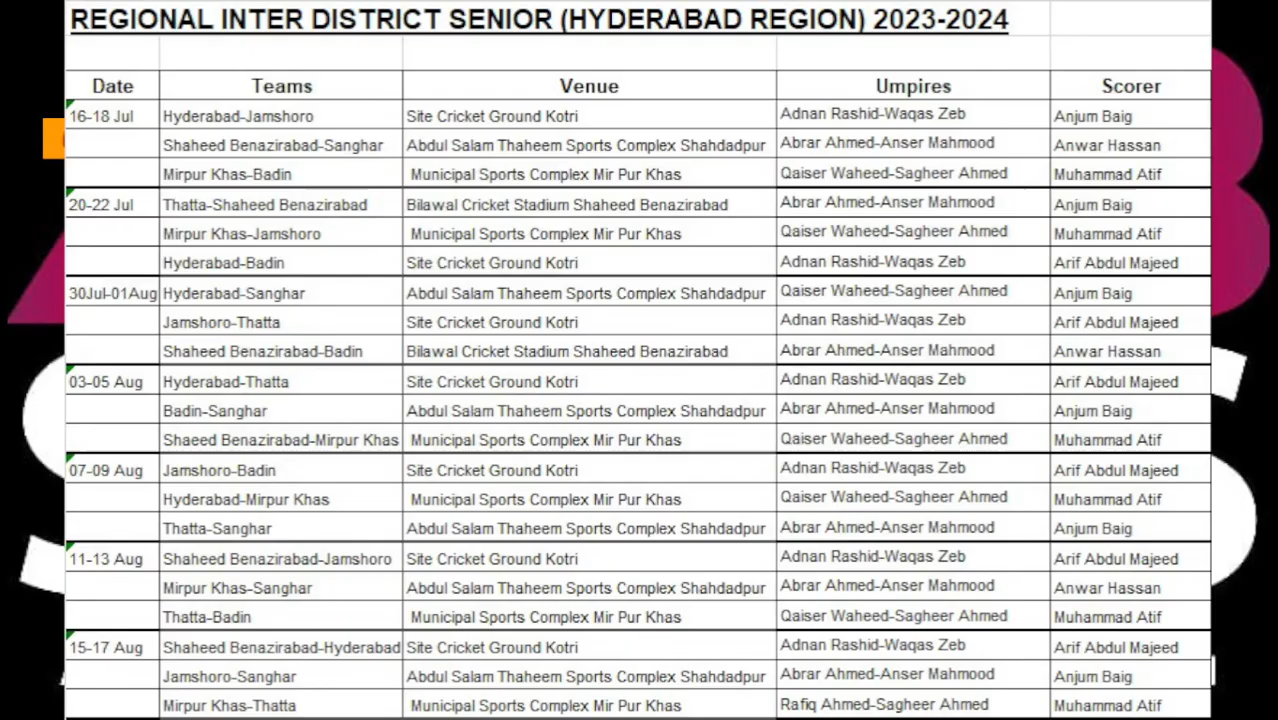 REGIONAL INTER DISTRICT SENIOR (HYDERABAD REGION) 2023-2024
Date Teams Venue Umpires Scorer
16-18 Jul Hyderabad-Jamshoro Site Cricket Ground Kotri Adnan Rashid-Waqas Zeb Anjum Baig
Shaheed Benazirabad-Sanghar Abdul Salam Thaheem Sports Complex Shahdadpur Abrar Ahmed-Anser Mahmood Anwar Hassan
Mirpur Khas-Badin Municipal Sports Complex Mir Pur Khas Qaiser Waheed-Sagheer Ahmed Muhammad Atif
20-22 Jul Thatta-Shaheed Benazirabad Bilawal Cricket Stadium Shaheed Benazirabad Abrar Ahmed-Anser Mahmood Anjum Baig
Mirpur Khas-Jamshoro Municipal Sports Complex Mir Pur Khas Qaiser Waheed-Sagheer Ahmed Muhammad Atif
Hyderabad-Badin Site Cricket Ground Kotri Adnan Rashid-Waqas Zeb Arif Abdul Majeed
30Jul-01Aug Hyderabad-Sanghar Abdul Salam Thaheem Sports Complex Shahdadpur Qaiser Waheed-Sagheer Ahmed Anjum Baig
Jamshoro-Thatta Site Cricket Ground Kotri Adnan Rashid-Waqas Zeb Arif Abdul Majeed
Shaheed Benazirabad-Badin Bilawal Cricket Stadium Shaheed Benazirabad Abrar Ahmed-Anser Mahmood Anwar Hassan
03-05 Aug Hyderabad-Thatta Site Cricket Ground Kotri Adnan Rashid-Waqas Zeb Arif Abdul Majeed
Badin-Sanghar Abdul Salam Thaheem Sports Complex Shahdadpur Abrar Ahmed-Anser Mahmood Anjum Baig
Shaeed Benazirabad-Mirpur Khas Municipal Sports Complex Mir Pur Khas Qaiser Waheed-Sagheer Ahmed Muhammad Atif
07-09 Aug Jamshoro-Badin Site Cricket Ground Kotri Adnan Rashid-Waqas Zeb Arif Abdul Majeed
Hyderabad-Mirpur Khas Municipal Sports Complex Mir Pur Khas Qaiser Waheed-Sagheer Ahmed Muhammad Atif
Thatta-Sanghar Abdul Salam Thaheem Sports Complex Shahdadpur Abrar Ahmed-Anser Mahmood Anjum Baig
11-13 Aug Shaheed Benazirabad-Jamshoro Site Cricket Ground Kotri Adnan Rashid-Waqas Zeb Arif Abdul Majeed
Mirpur Khas-Sanghar Abdul Salam Thaheem Sports Complex Shahdadpur Abrar Ahmed-Anser Mahmood Anwar Hassan
Thatta-Badin Municipal Sports Complex Mir Pur Khas Qaiser Waheed-Sagheer Ahmed Muhammad Atif
15-17 Aug Shaheed Benazirabad-Hyderabad Site Cricket Ground Kotri Adnan Rashid-Waqas Zeb Arif Abdul Majeed
Jamshoro-Sanghar Abdul Salam Thaheem Sports Complex Shahdadpur Abrar Ahmed-Anser Mahmood Anjum Baig
Mirpur Khas-Thatta Municipal Sports Complex Mir Pur Khas Rafiq Ahmed-Sagheer Ahmed Muhammad Atif